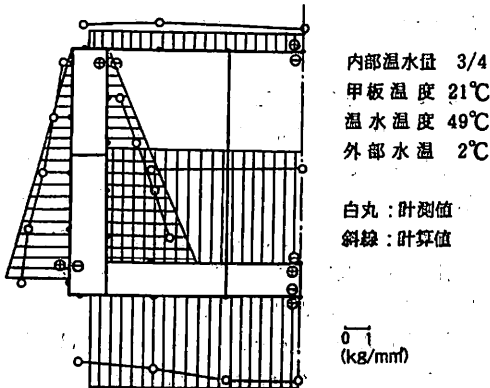 内部温水位 3/4
甲板温度 21℃
温水温度 49℃
外部水温 2℃
白丸:計測値
斜線:計算値
0 1
(kg/mm²)